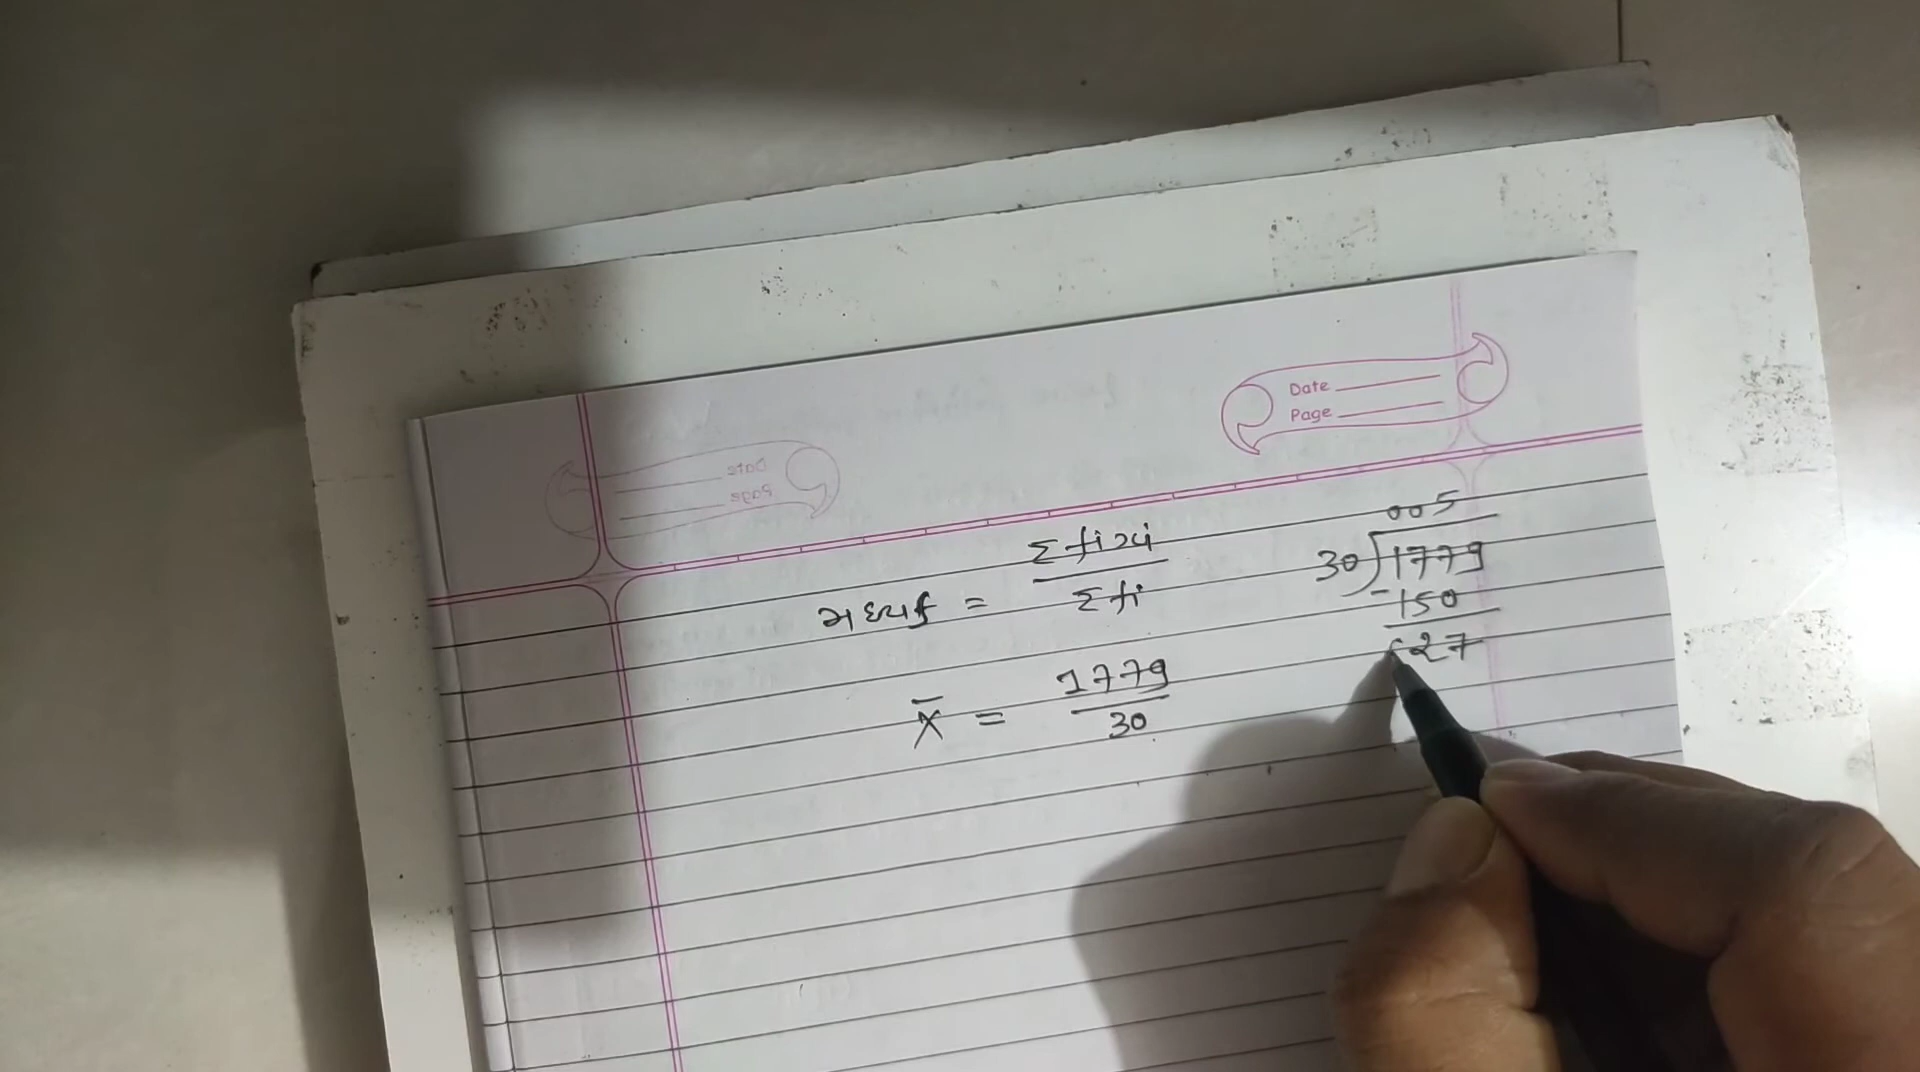 Date
Page
મધ્યક = Σfixi / Σfi
x̄ = 1779 / 30
005
30)1779
-150
027